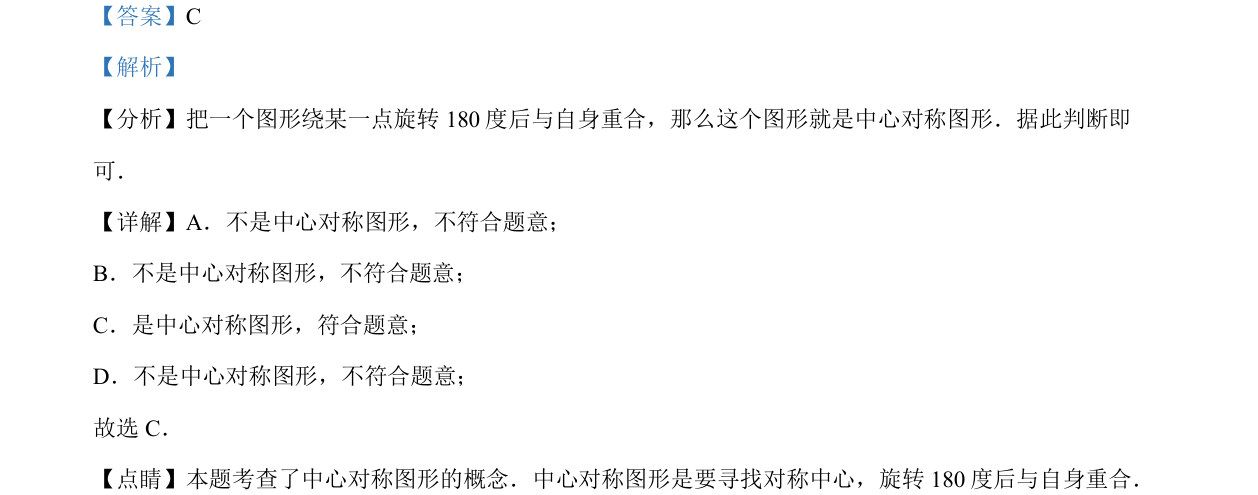 【答案】C
【解析】
【分析】把一个图形绕某一点旋转 180 度后与自身重合，那么这个图形就是中心对称图形．据此判断即
可．
【详解】A．不是中心对称图形，不符合题意；
B．不是中心对称图形，不符合题意；
C．是中心对称图形，符合题意；
D．不是中心对称图形，不符合题意；
故选 C．
【点睛】本题考查了中心对称图形的概念．中心对称图形是要寻找对称中心，旋转 180 度后与自身重合．